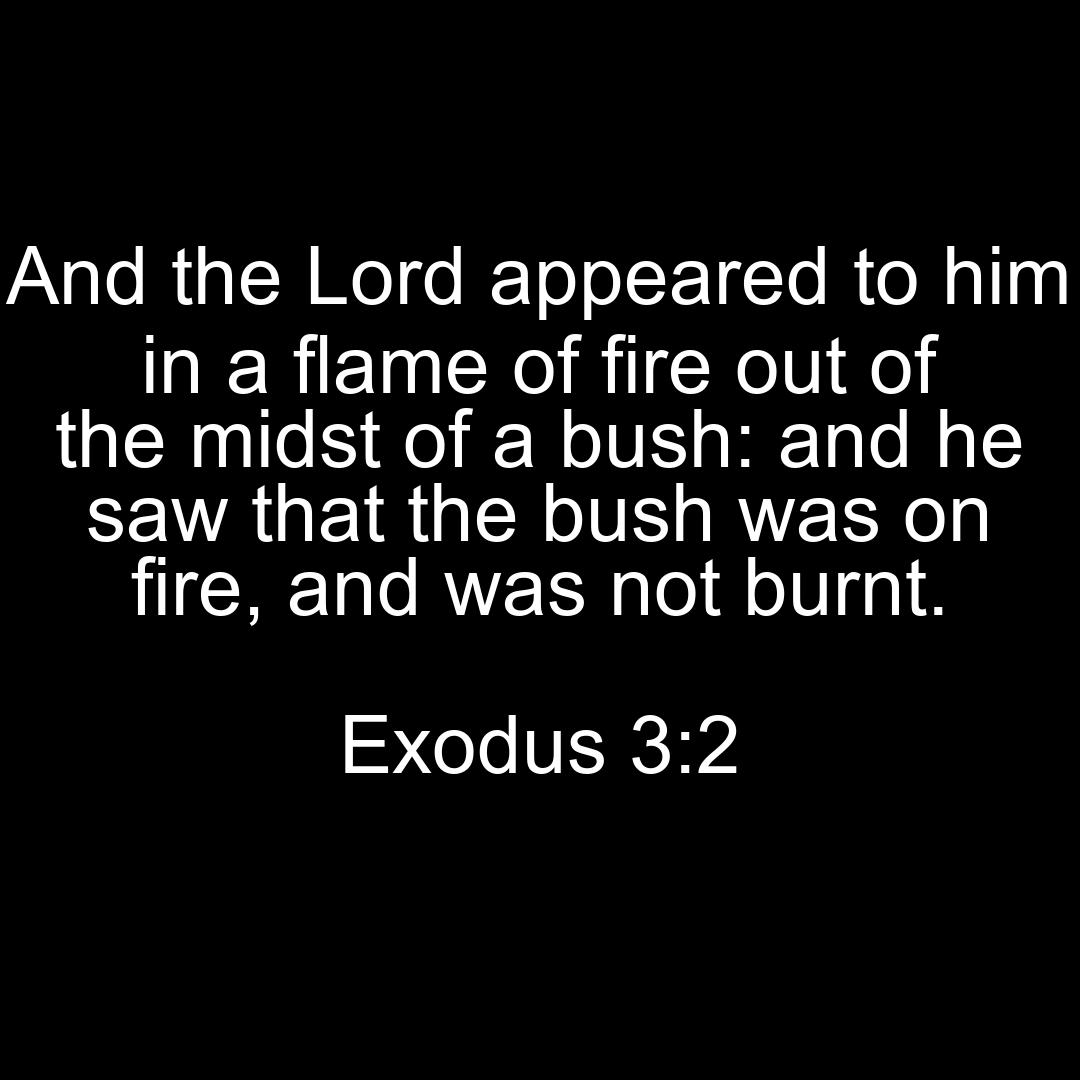 And the Lord appeared to him
in a flame of fire out of
the midst of a bush: and he
saw that the bush was on
fire, and was not burnt.
Exodus 3:2